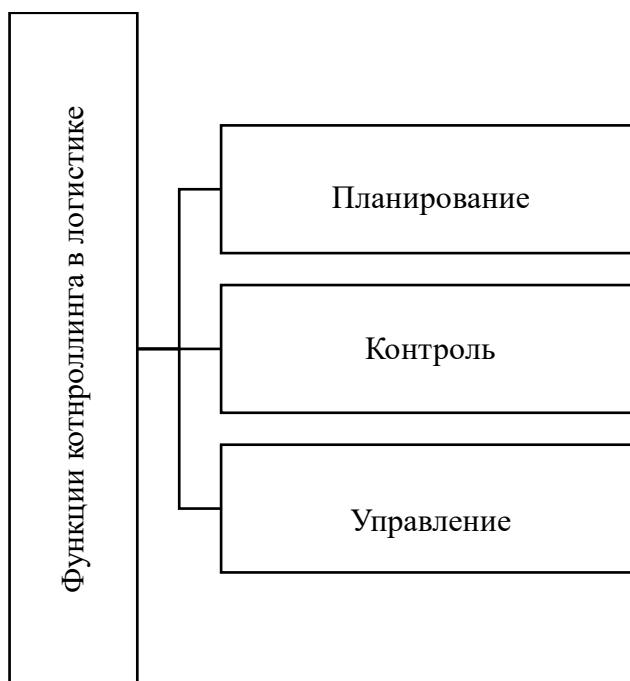 Функции котнроллинга в логистике
Планирование
Контроль
Управление